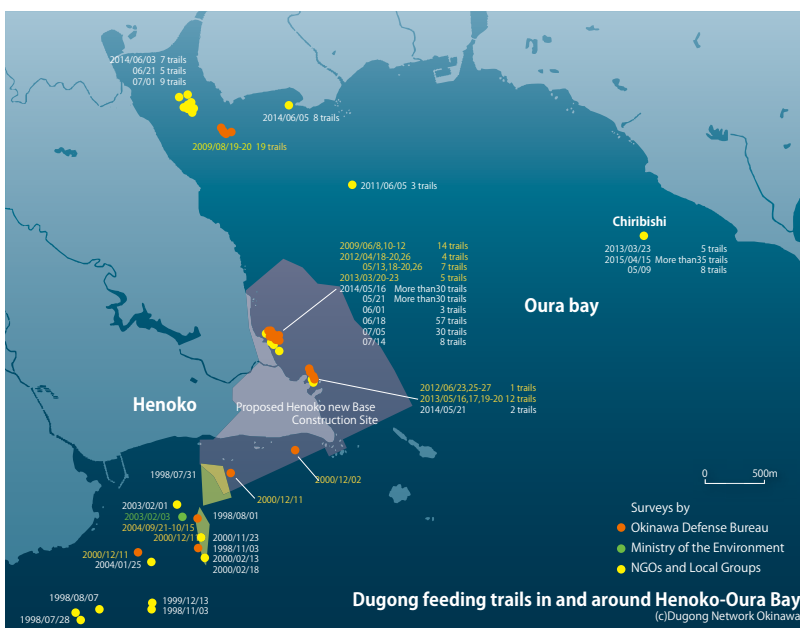 2014/06/03 7 trails
06/21 5 trails
07/01 9 trails
2014/06/05 8 trails
2009/08/19-20 19 trails
2011/06/05 3 trails
Chiribishi
2013/03/23 5 trails
2015/04/15 More than35 trails
05/09 8 trails
2009/06/8,10-12 14 trails
2012/04/18-20,26 4 trails
05/13,18-20,26 7 trails
2013/03/20-23 5 trails
2014/05/16 More than30 trails
05/21 More than30 trails
06/01 3 trails
06/18 57 trails
07/05 30 trails
07/14 8 trails
Oura bay
2012/06/23,25-27 1 trails
2013/05/16,17,19-20 12 trails
2014/05/21 2 trails
Henoko
Proposed Henoko new Base
Construction Site
1998/07/31
2000/12/02
2000/12/11
0 500m
2003/02/01
2003/02/03
2004/09/21-10/15
2000/12/11
1998/08/01
2000/11/23
1998/11/03
2000/02/13
2000/02/18
2000/12/11
2004/01/25
1998/08/07
1998/07/28
1999/12/13
1998/11/03
Surveys by
Okinawa Defense Bureau
Ministry of the Environment
NGOs and Local Groups
Dugong feeding trails in and around Henoko-Oura Bay
(c)Dugong Network Okinawa